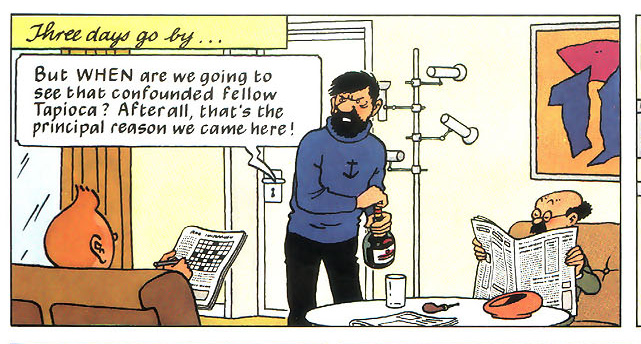 Three days go by...
But WHEN are we going to
see that confounded fellow
Tapioca? After all, that's the
principal reason we came here!